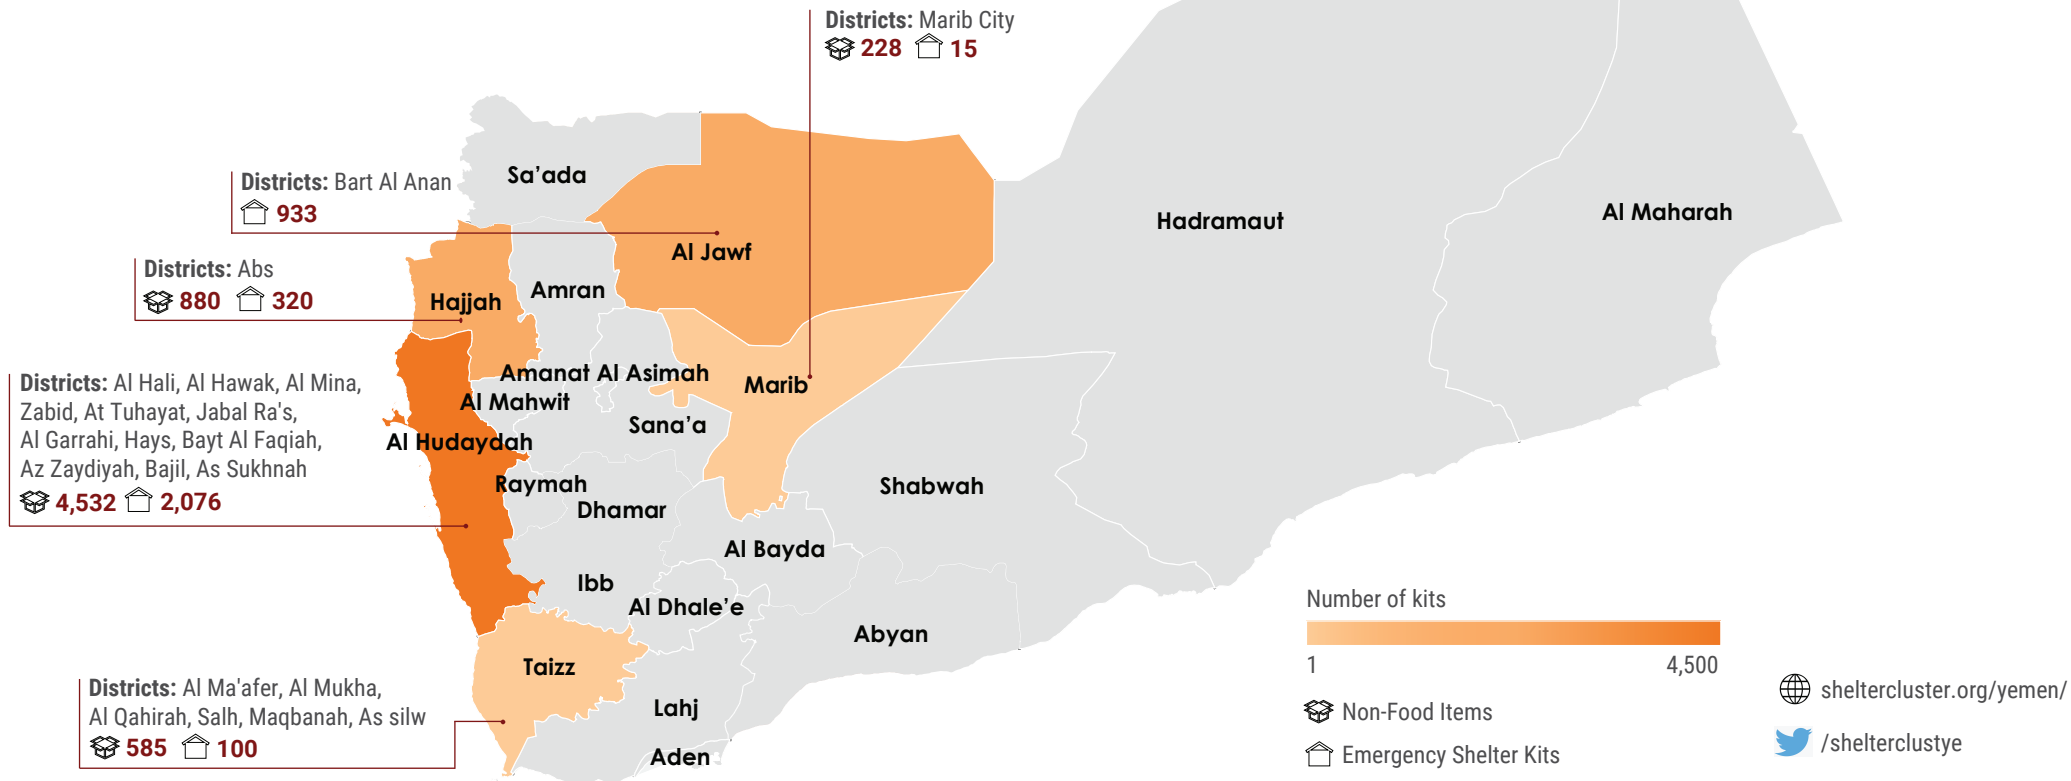 Districts: Marib City
228 15
Districts: Bart Al Anan
933
Districts: Abs
880 320
Districts: Al Hali, Al Hawak, Al Mina,
Zabid, At Tuhayat, Jabal Ra's,
Al Garrahi, Hays, Bayt Al Faqiah,
Az Zaydiyah, Bajil, As Sukhnah
4,532 2,076
Districts: Al Ma'afer, Al Mukha,
Al Qahirah, Salh, Maqbanah, As silw
585 100
Sa'ada
Al Jawf
Hadramaut
Al Maharah
Hajjah
Amran
Amanat Al Asimah
Marib
Al Mahwit
Sana'a
Al Hudaydah
Raymah
Dhamar
Shabwah
Al Bayda
Ibb
Al Dhale'e
Abyan
Taizz
Lahj
Aden
Number of kits
1 4,500
Non-Food Items
Emergency Shelter Kits
sheltercluster.org/yemen/
/shelterclustye